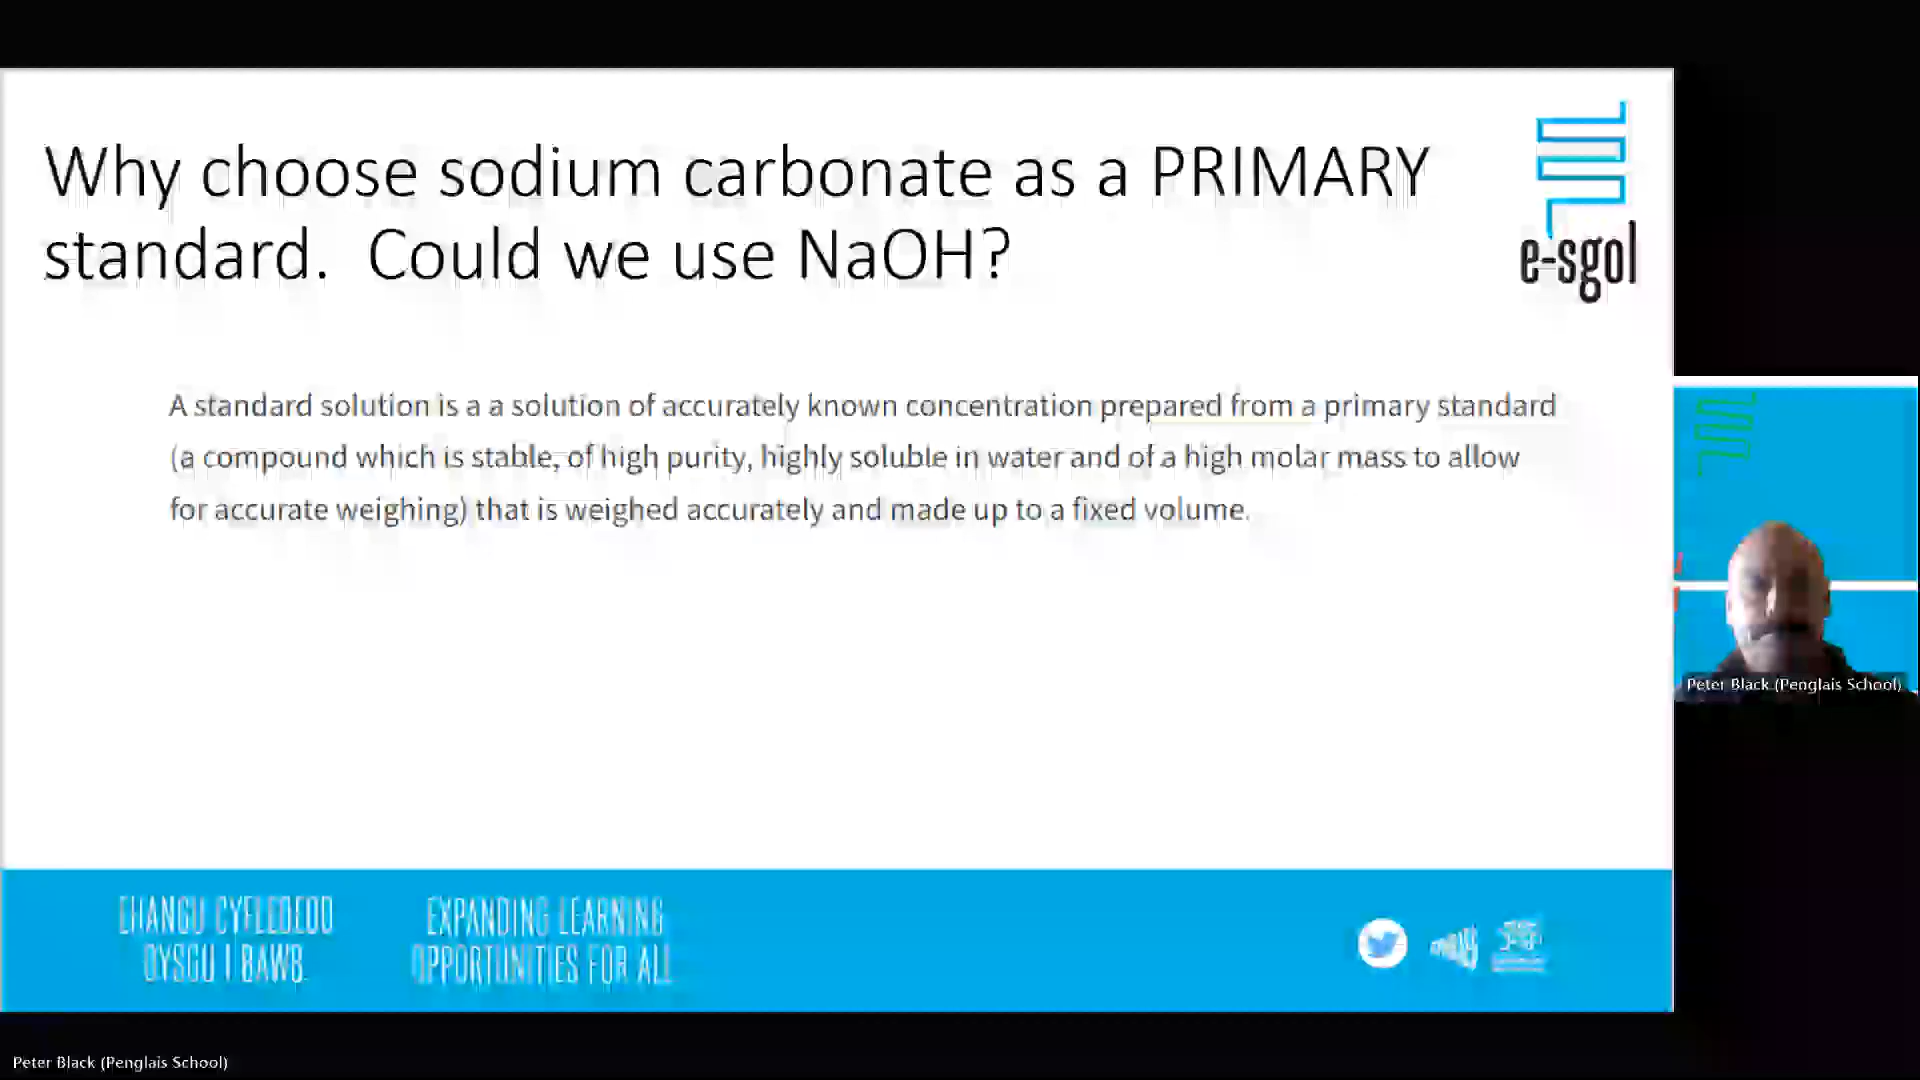 Why choose sodium carbonate as a PRIMARY
standard. Could we use NaOH?
e-sgol
A standard solution is a a solution of accurately known concentration prepared from a primary standard
(a compound which is stable, of high purity, highly soluble in water and of a high molar mass to allow
for accurate weighing) that is weighed accurately and made up to a fixed volume.
Peter Black (Penglais School)
EHANGU CYFLEOEDD
DYSGU I BAWB
EXPANDING LEARNING
OPPORTUNITIES FOR ALL
Peter Black (Penglais School)